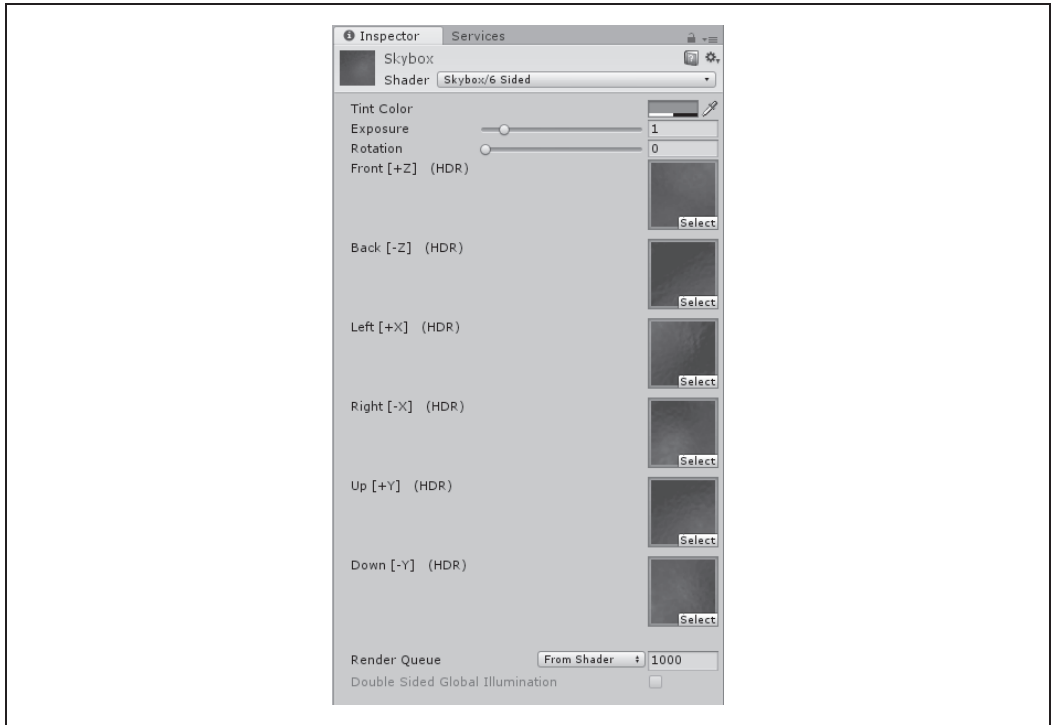 Inspector Services
Skybox
Shader Skybox/6 Sided
Tint Color
Exposure 1
Rotation 0
Front [+Z] (HDR)
Select
Back [-Z] (HDR)
Select
Left [+X] (HDR)
Select
Right [-X] (HDR)
Select
Up [+Y] (HDR)
Select
Down [-Y] (HDR)
Select
Render Queue From Shader 1000
Double Sided Global Illumination